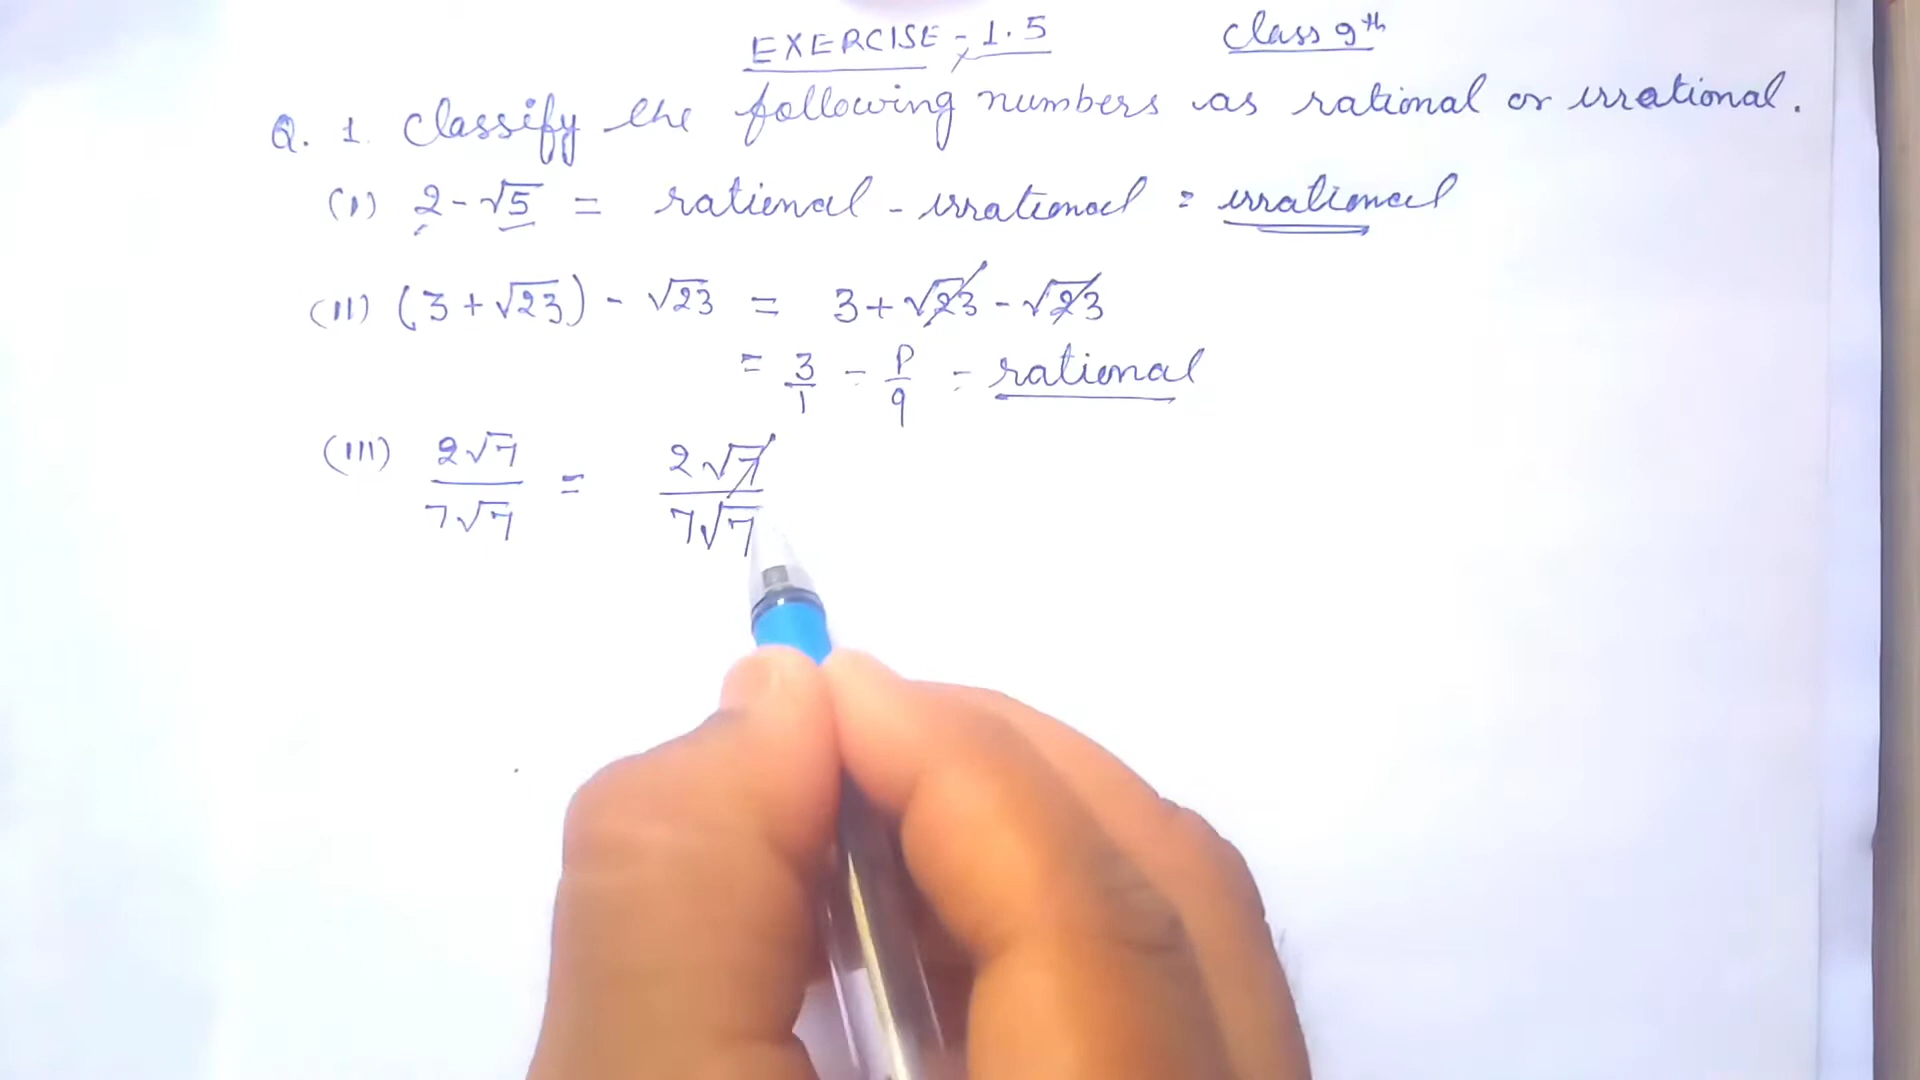 EXERCISE - 1.5 Class 9th
Q. 1. Classify the following numbers as rational or irrational.
(I) 2 - √5 = rational - irrational = irrational
(II) (3 + √23) - √23 = 3 + √23 - √23
= 3/1 = P/q = rational
(III) 2√7/7√7 = 2√7/7√7